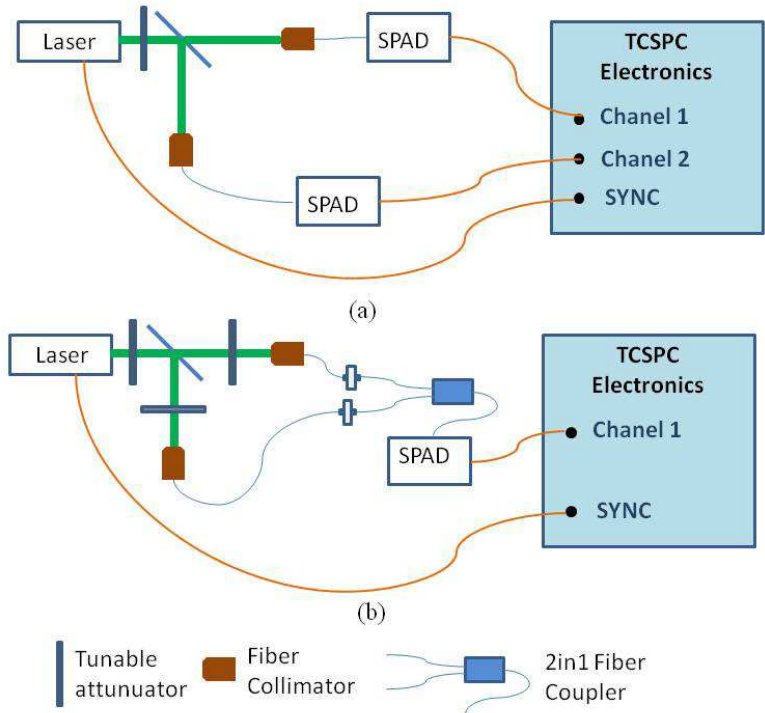 Laser
SPAD
TCSPC
Electronics
Chanel 1
Chanel 2
SYNC
SPAD
(a)
Laser
TCSPC
Electronics
Chanel 1
SPAD
SYNC
(b)
Tunable
attunuator
Fiber
Collimator
2in1 Fiber
Coupler